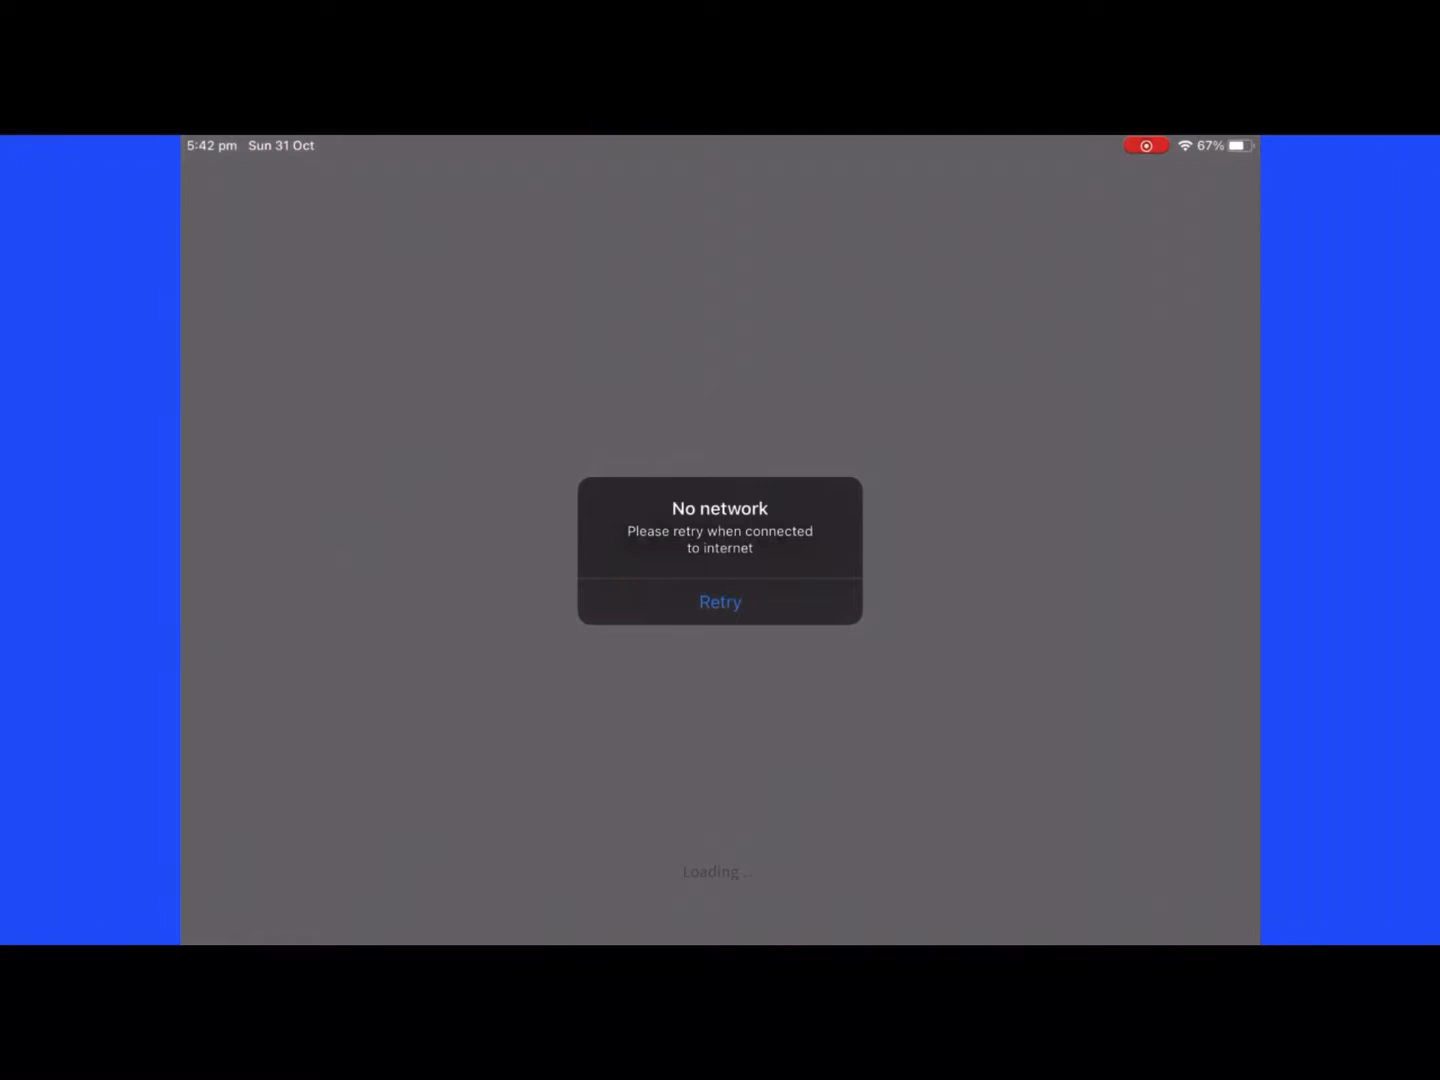 5:42 pm Sun 31 Oct 67%
No network
Please retry when connected
to internet
Retry
Loading...